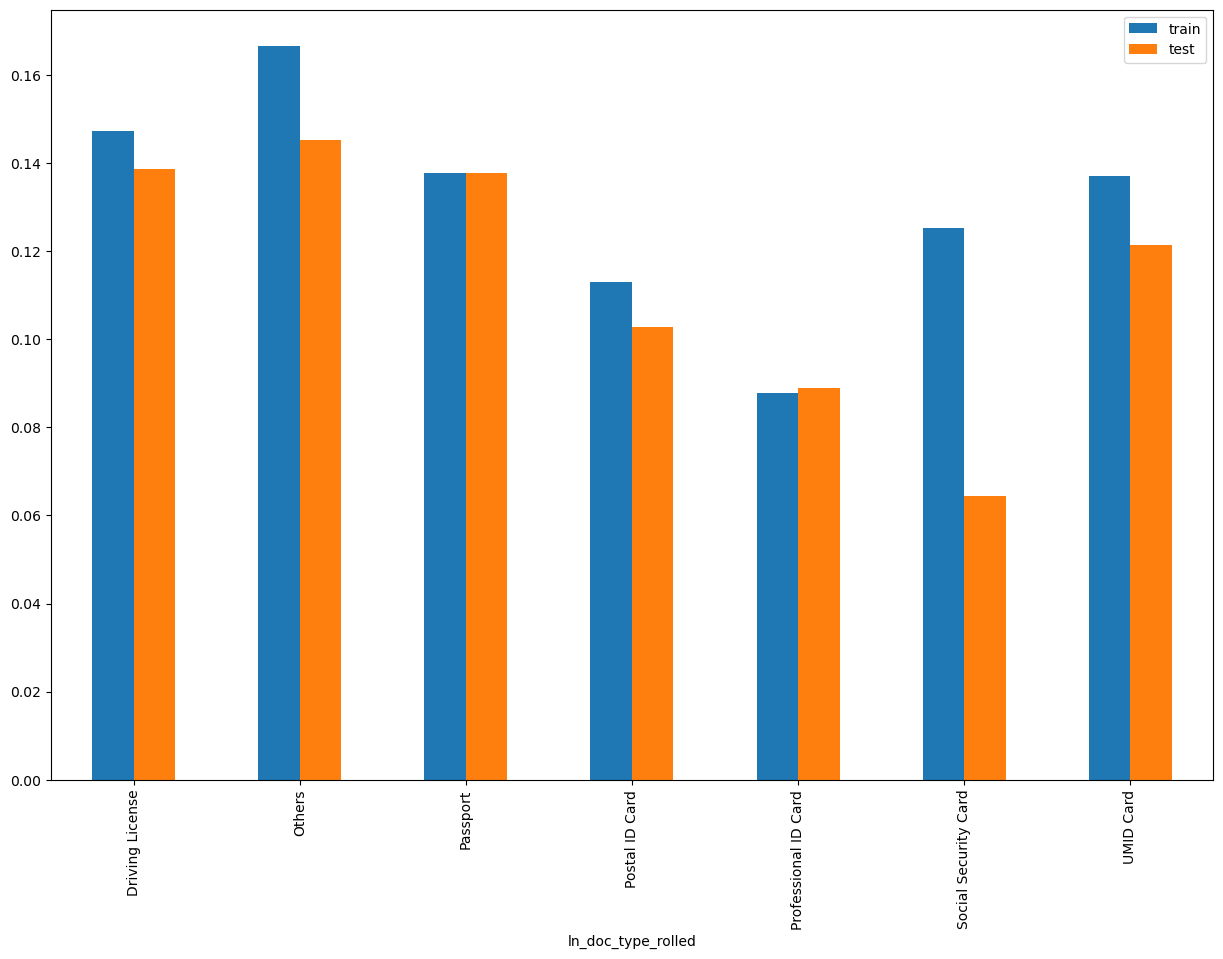 train
test
0.16
0.14
0.12
0.10
0.08
0.06
0.04
0.02
0.00
Driving License
Others
Passport
Postal ID Card
Professional ID Card
Social Security Card
UMID Card
ln_doc_type_rolled